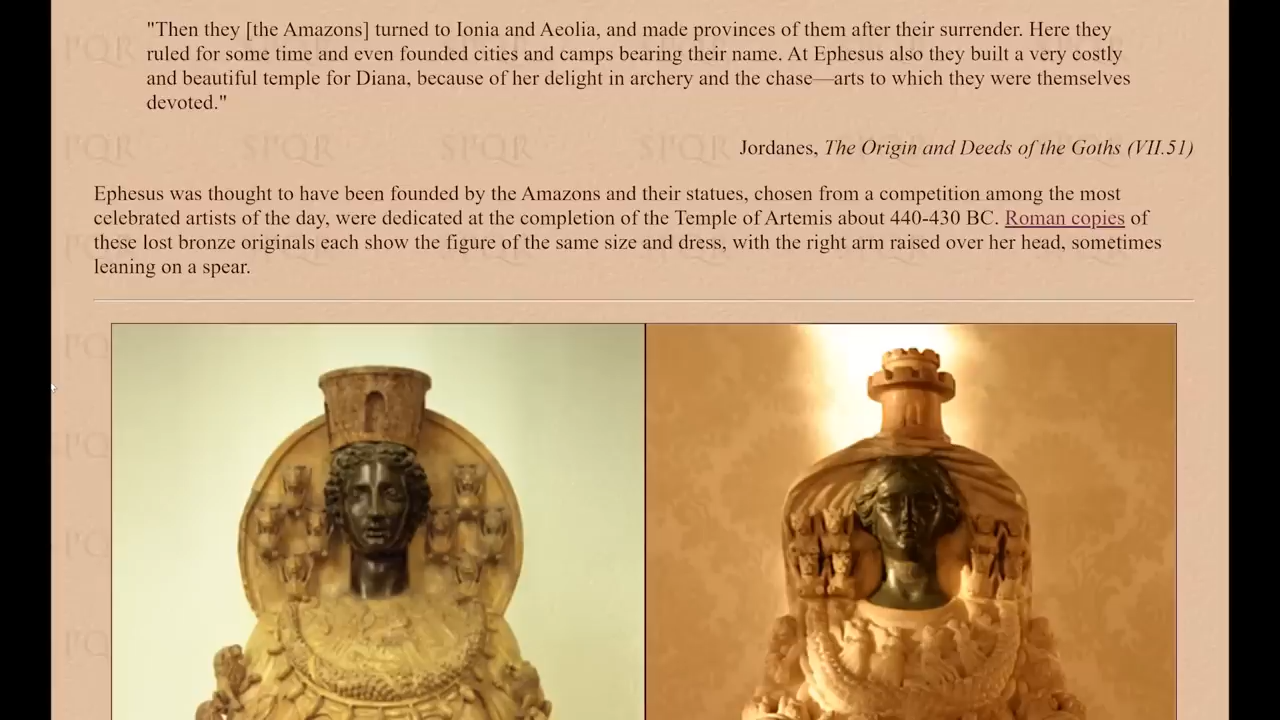 "Then they [the Amazons] turned to Ionia and Aeolia, and made provinces of them after their surrender. Here they
ruled for some time and even founded cities and camps bearing their name. At Ephesus also they built a very costly
and beautiful temple for Diana, because of her delight in archery and the chase—arts to which they were themselves
devoted."
Jordanes, The Origin and Deeds of the Goths (VII.51)
Ephesus was thought to have been founded by the Amazons and their statues, chosen from a competition among the most
celebrated artists of the day, were dedicated at the completion of the Temple of Artemis about 440-430 BC. Roman copies of
these lost bronze originals each show the figure of the same size and dress, with the right arm raised over her head, sometimes
leaning on a spear.